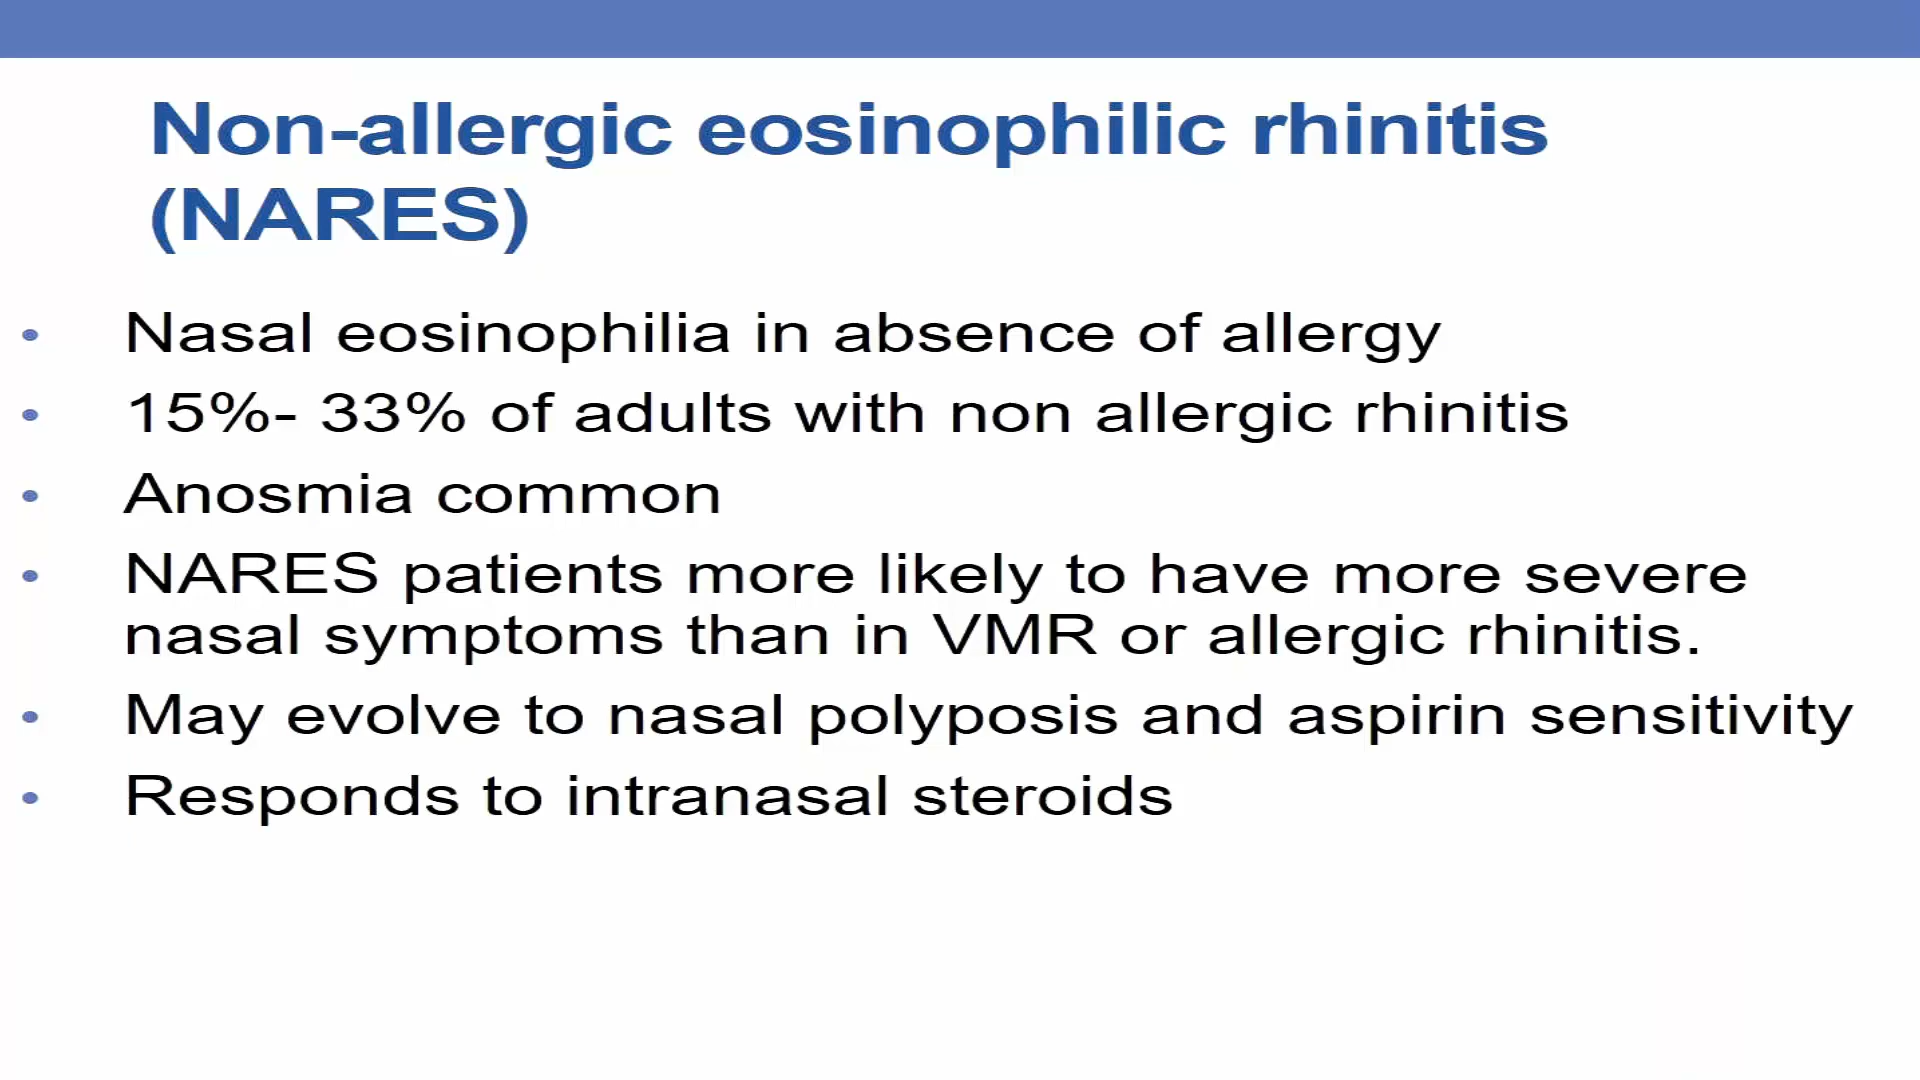 Non-allergic eosinophilic rhinitis
(NARES)
• Nasal eosinophilia in absence of allergy
• 15%- 33% of adults with non allergic rhinitis
• Anosmia common
• NARES patients more likely to have more severe
nasal symptoms than in VMR or allergic rhinitis.
• May evolve to nasal polyposis and aspirin sensitivity
• Responds to intranasal steroids